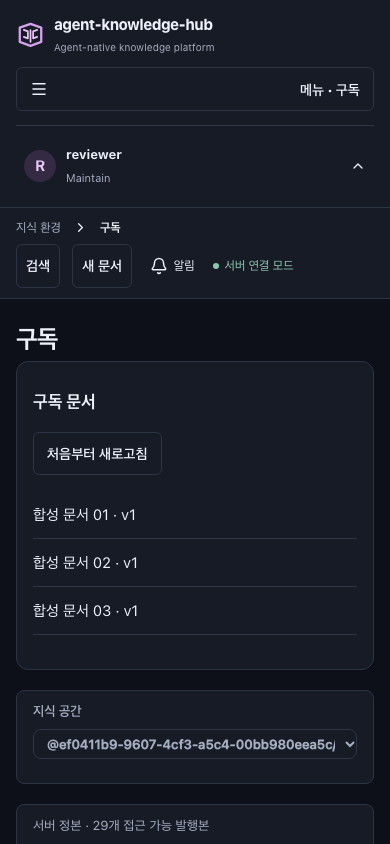 agent-knowledge-hub
Agent-native knowledge platform
메뉴 · 구독
R
reviewer
Maintain
지식 환경 > 구독
검색 새 문서 알림 서버 연결 모드
구독
구독 문서
처음부터 새로고침
합성 문서 01 · v1
합성 문서 02 · v1
합성 문서 03 · v1
지식 공간
@ef0411b9-9607-4cf3-a5c4-00bb980eea5c/
서버 정본 · 29개 접근 가능 발행본